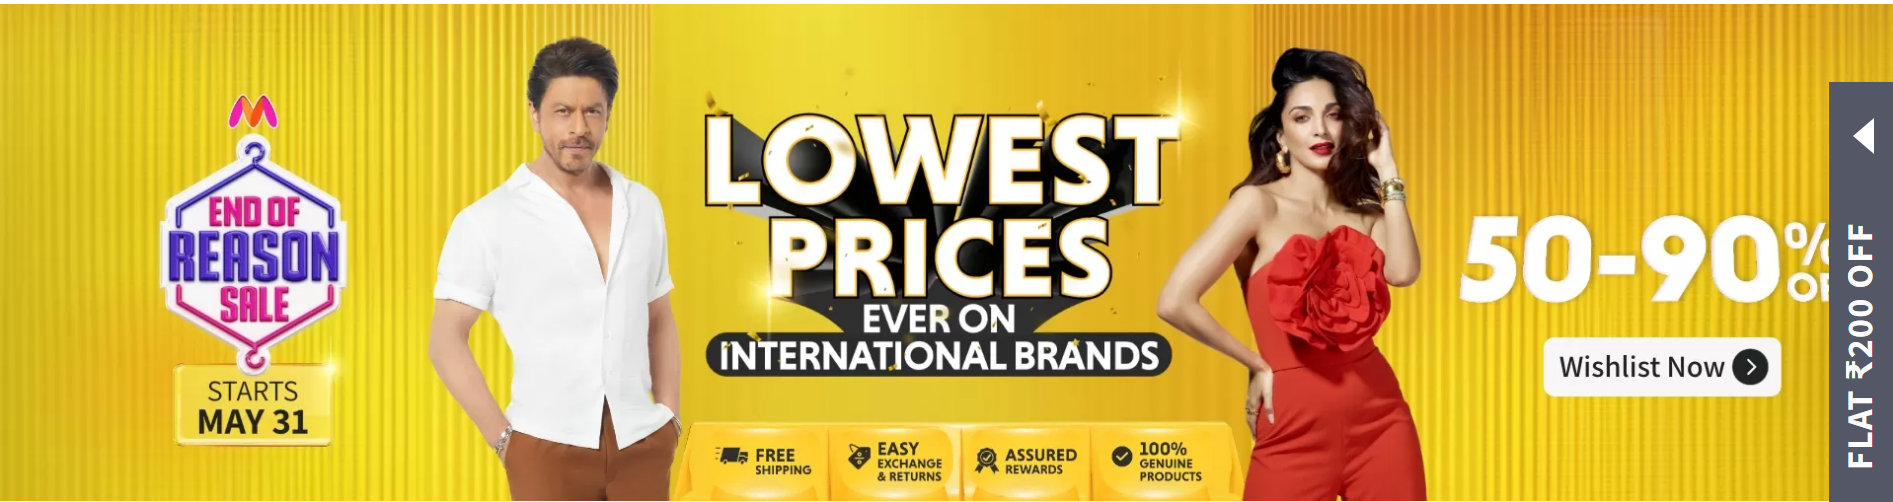 END OF
REASON
SALE
STARTS
MAY 31
LOWEST
PRICES
EVER ON
INTERNATIONAL BRANDS
FREE
SHIPPING
EASY
EXCHANGE
& RETURNS
ASSURED
REWARDS
100%
GENUINE
PRODUCTS
50-90%
Wishlist Now
FLAT ₹200 OFF